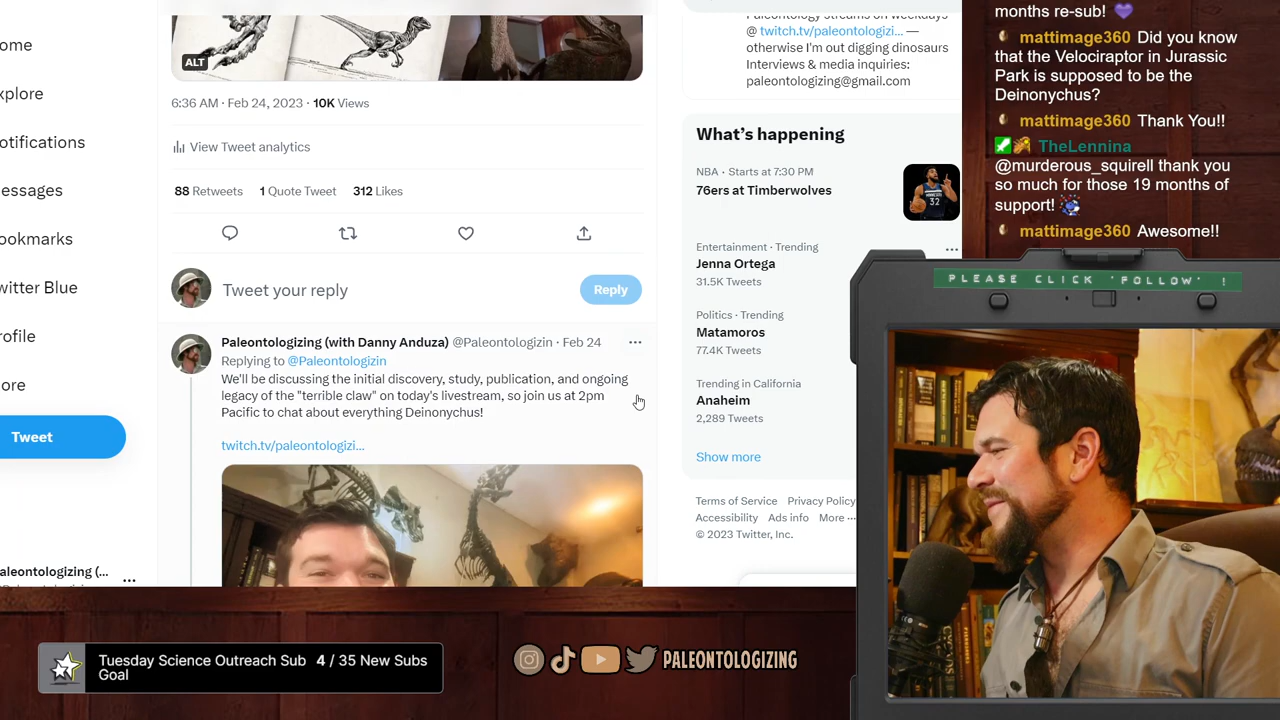 ome
xplore
otifications
essages
ookmarks
witter Blue
rofile
ore
Tweet
aleontologizing (...
ALT
6:36 AM · Feb 24, 2023 · 10K Views
View Tweet analytics
88 Retweets 1 Quote Tweet 312 Likes
Tweet your reply
Reply
Paleontologizing (with Danny Anduza) @Paleontologizin · Feb 24
Replying to @Paleontologizin
We'll be discussing the initial discovery, study, publication, and ongoing
legacy of the "terrible claw" on today's livestream, so join us at 2pm
Pacific to chat about everything Deinonychus!
twitch.tv/paleontologizi...
Paleontology streams on weekdays
@ twitch.tv/paleontologizi... —
otherwise I'm out digging dinosaurs
Interviews & media inquiries:
paleontologizing@gmail.com
What's happening
NBA · Starts at 7:30 PM
76ers at Timberwolves
Entertainment · Trending
Jenna Ortega
31.5K Tweets
Politics · Trending
Matamoros
77.4K Tweets
Trending in California
Anaheim
2,289 Tweets
Show more
Terms of Service Privacy Policy
Accessibility Ads info More ...
© 2023 Twitter, Inc.
months re-sub!
mattimage360 Did you know
that the Velociraptor in Jurassic
Park is supposed to be the
Deinonychus?
mattimage360 Thank You!!
TheLennina
@murderous_squirell thank you
so much for those 19 months of
support!
mattimage360 Awesome!!
PLEASE CLICK 'FOLLOW' !
Tuesday Science Outreach Sub 4 / 35 New Subs
Goal
PALEONTOLOGIZING